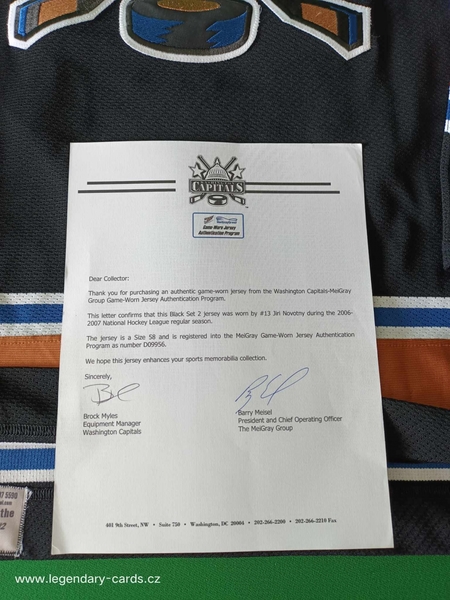 CAPITALS
Game Worn Jersey
Authentication Program
Dear Collector:
Thank you for purchasing an authentic game-worn jersey from the Washington Capitals-MeiGray
Group Game-Worn Jersey Authentication Program.
This letter confirms that this Black Set 2 jersey was worn by #13 Jiri Novotny during the 2006-
2007 National Hockey League regular season.
The jersey is a Size 58 and is registered into the MeiGray Game-Worn Jersey Authentication
Program as number D09956.
We hope this jersey enhances your sports memorabilia collection.
Sincerely,
Brock Myles
Equipment Manager
Washington Capitals
Barry Meisel
President and Chief Operating Officer
The MeiGray Group
401 9th Street, NW • Suite 750 • Washington, DC 20004 • 202-266-2200 • 202-266-2210 Fax
the
www.legendary-cards.cz